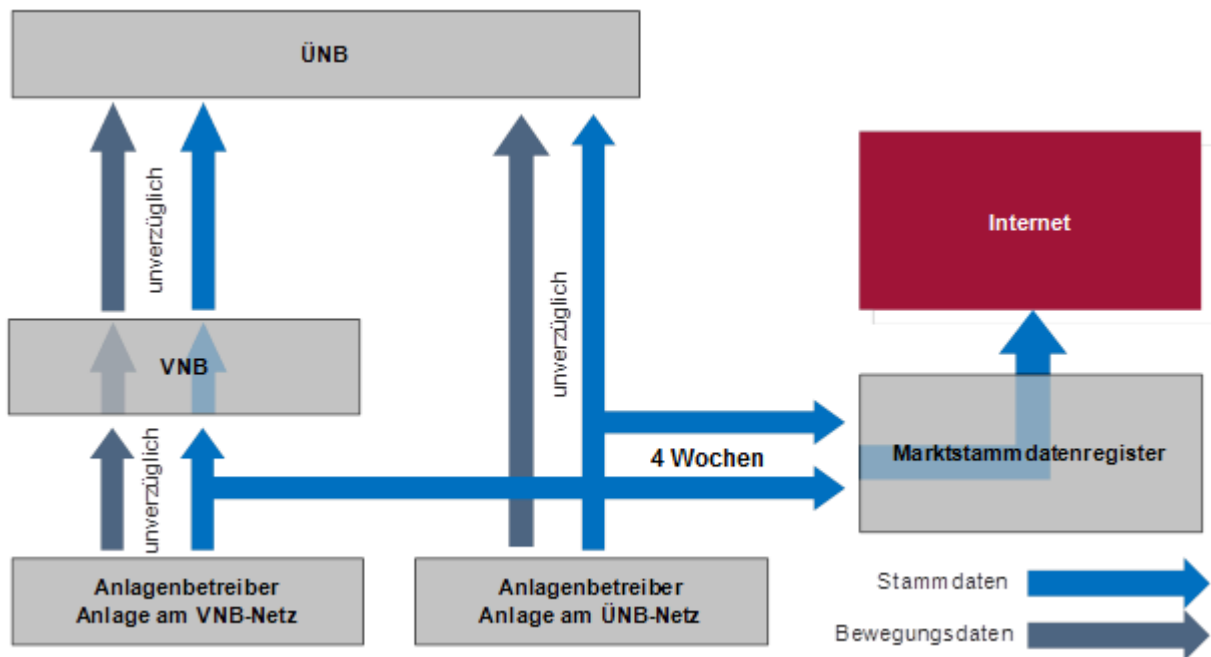 ÜNB
unverzüglich
unverzüglich
Internet
VNB
unverzüglich
4 Wochen
Marktstammdatenregister
Anlagenbetreiber
Anlage am VNB-Netz
Anlagenbetreiber
Anlage am ÜNB-Netz
Stammdaten
Bewegungsdaten